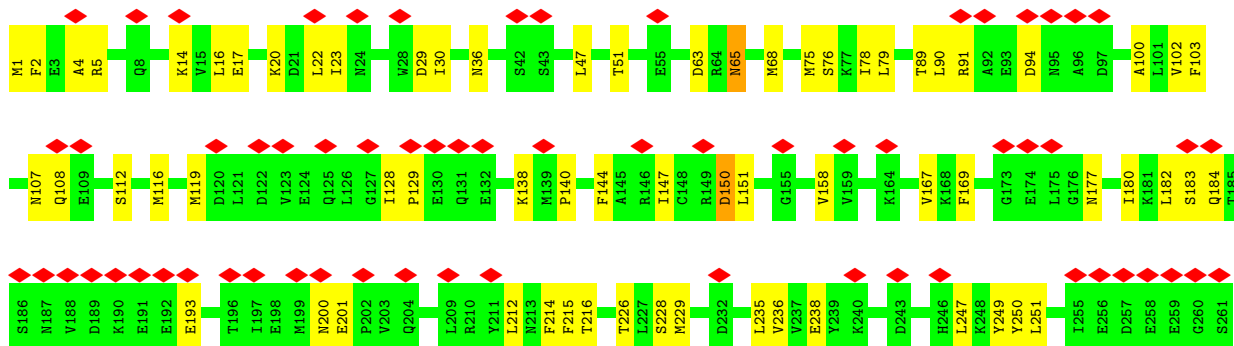 M1 F2 E3 A4 R5 Q8 K14 V15 L16 E17 K20 D21 L22 I23 N24 W28 D29 I30 N36 S42 S43 L47 T51 E55 D63 R64 N65 M68 M75 S76 K77 I78 L79 T89 L90 R91 A92 E93 D94 N95 A96 D97 A100 L101 V102 F103
N107 Q108 E109 S112 M116 M119 D120 L121 D122 V123 E124 Q125 L126 G127 I128 P129 E130 Q131 E132 K138 M139 P140 F144 A145 R146 I147 C148 R149 D150 L151 G155 V158 V159 K164 V167 K168 F169 G173 E174 L175 G176 N177 I180 K181 L182 S183 Q184 T185
S186 N187 V188 D189 K190 E191 E192 E193 T196 I197 E198 M199 N200 E201 P202 V203 Q204 L209 R210 Y211 L212 N213 F214 F215 T216 T226 L227 S228 M229 D232 L235 V236 V237 E238 Y239 K240 D243 H246 L247 K248 Y249 Y250 L251 I255 E256 D257 E258 E259 G260 S261